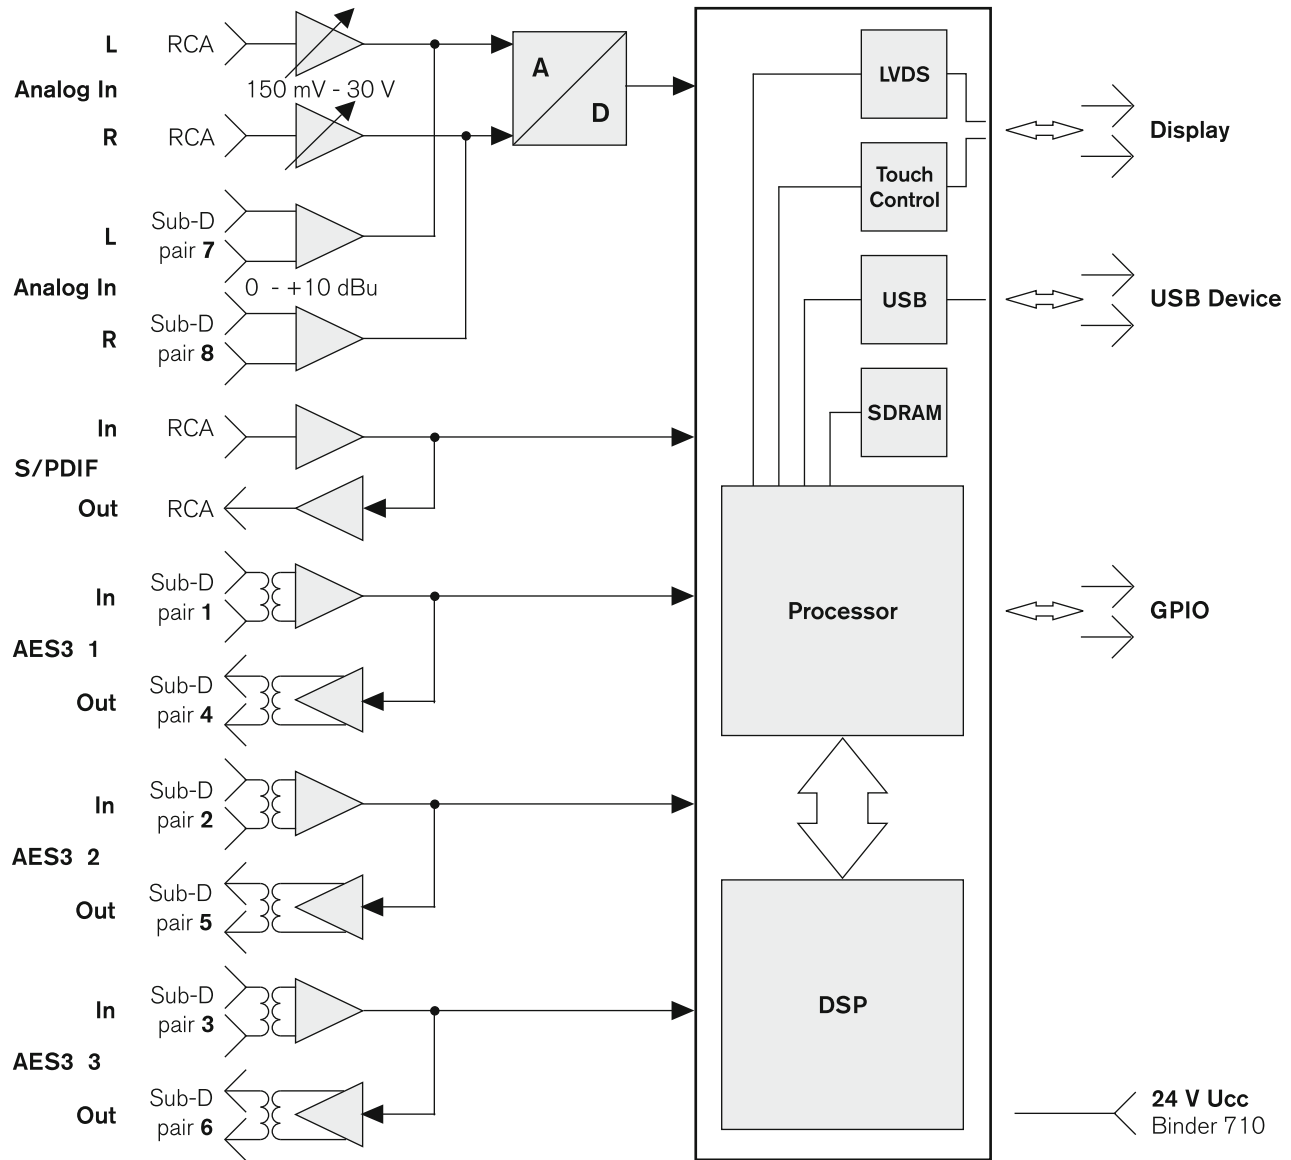 L RCA
150 mV - 30 V
Analog In
R RCA
A
D
L Sub-D
pair 7
0 - +10 dBu
Analog In
R Sub-D
pair 8
In RCA
S/PDIF
Out RCA
In Sub-D
pair 1
AES3 1
Out Sub-D
pair 4
In Sub-D
pair 2
AES3 2
Out Sub-D
pair 5
In Sub-D
pair 3
AES3 3
Out Sub-D
pair 6
LVDS
Touch
Control
USB
SDRAM
Processor
DSP
Display
USB Device
GPIO
24 V Ucc
Binder 710